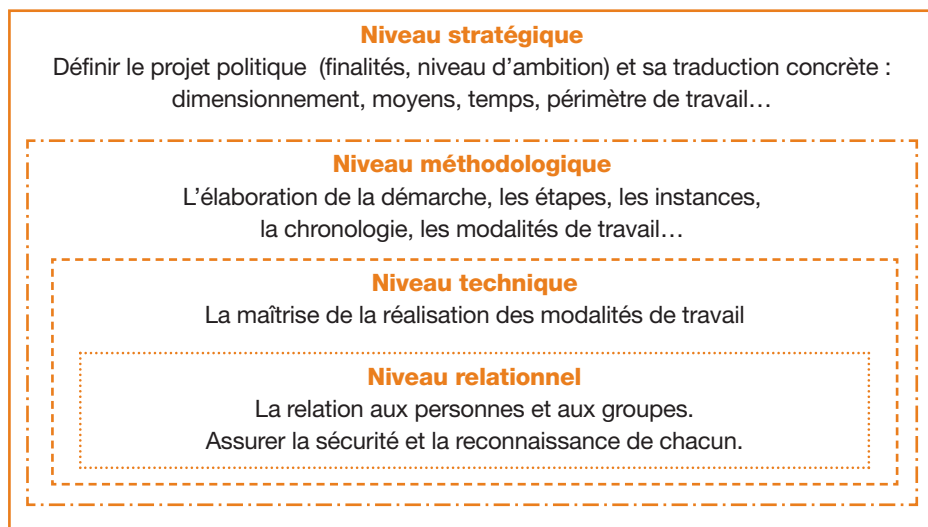 Niveau stratégique
Définir le projet politique  (finalités, niveau d’ambition) et sa traduction concrète :
dimensionnement, moyens, temps, périmètre de travail…
Niveau méthodologique
L’élaboration de la démarche, les étapes, les instances,
la chronologie, les modalités de travail…
Niveau technique
La maîtrise de la réalisation des modalités de travail
Niveau relationnel
La relation aux personnes et aux groupes.
Assurer la sécurité et la reconnaissance de chacun.